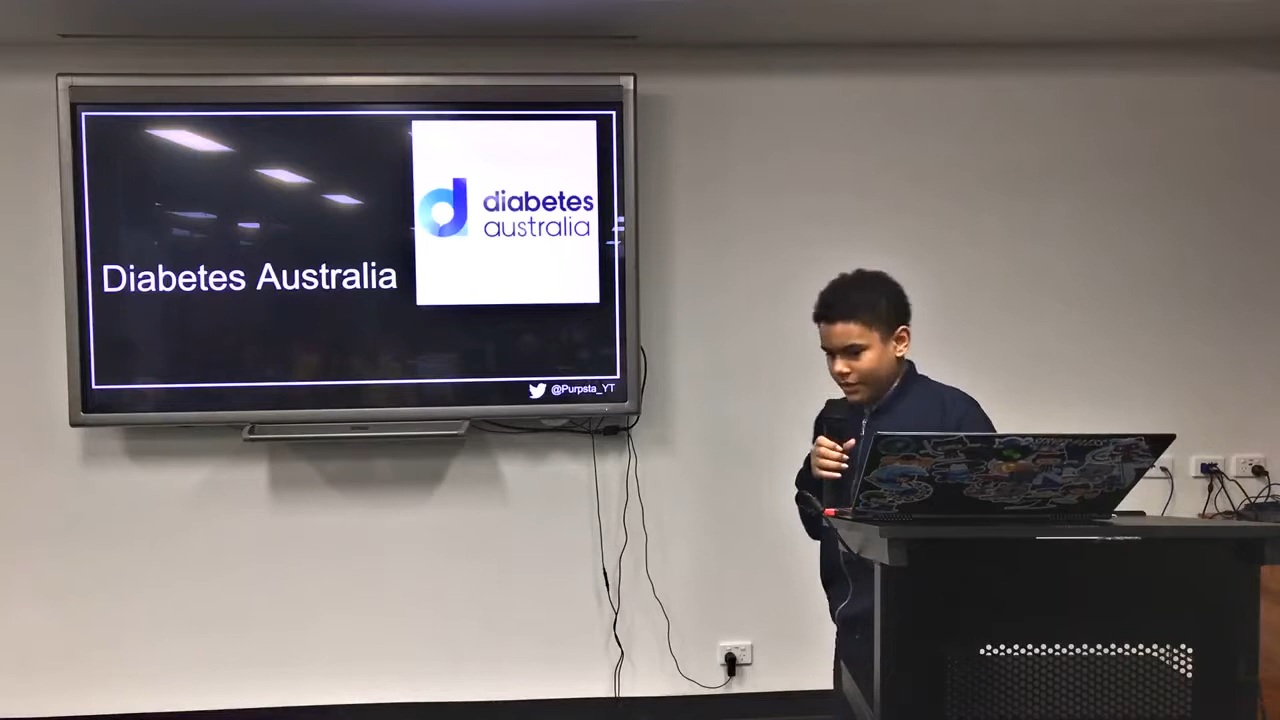 Diabetes Australia
diabetes
australia
@Purpsta_YT